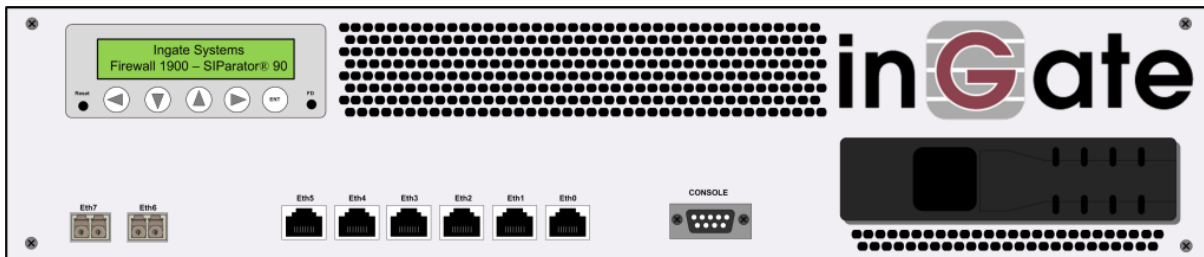 Ingate Systems
Firewall 1900 – SIParator® 90
Reset
ENT
FD
inGate
Eth7
Eth6
Eth5
Eth4
Eth3
Eth2
Eth1
Eth0
CONSOLE